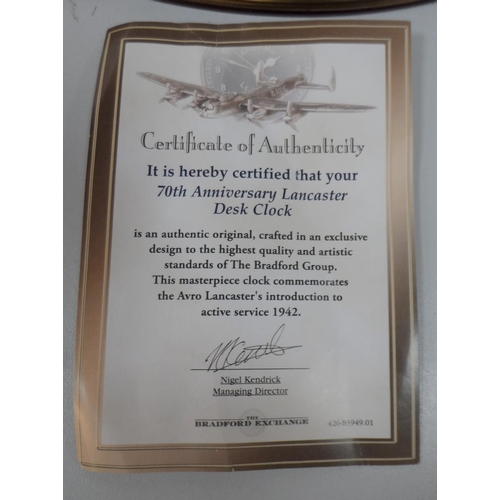 Certificate of Authenticity
It is hereby certified that your
70th Anniversary Lancaster
Desk Clock
is an authentic original, crafted in an exclusive
design to the highest quality and artistic
standards of The Bradford Group.
This masterpiece clock commemorates
the Avro Lancaster's introduction to
active service 1942.
Nigel Kendrick
Managing Director
THE
BRADFORD EXCHANGE